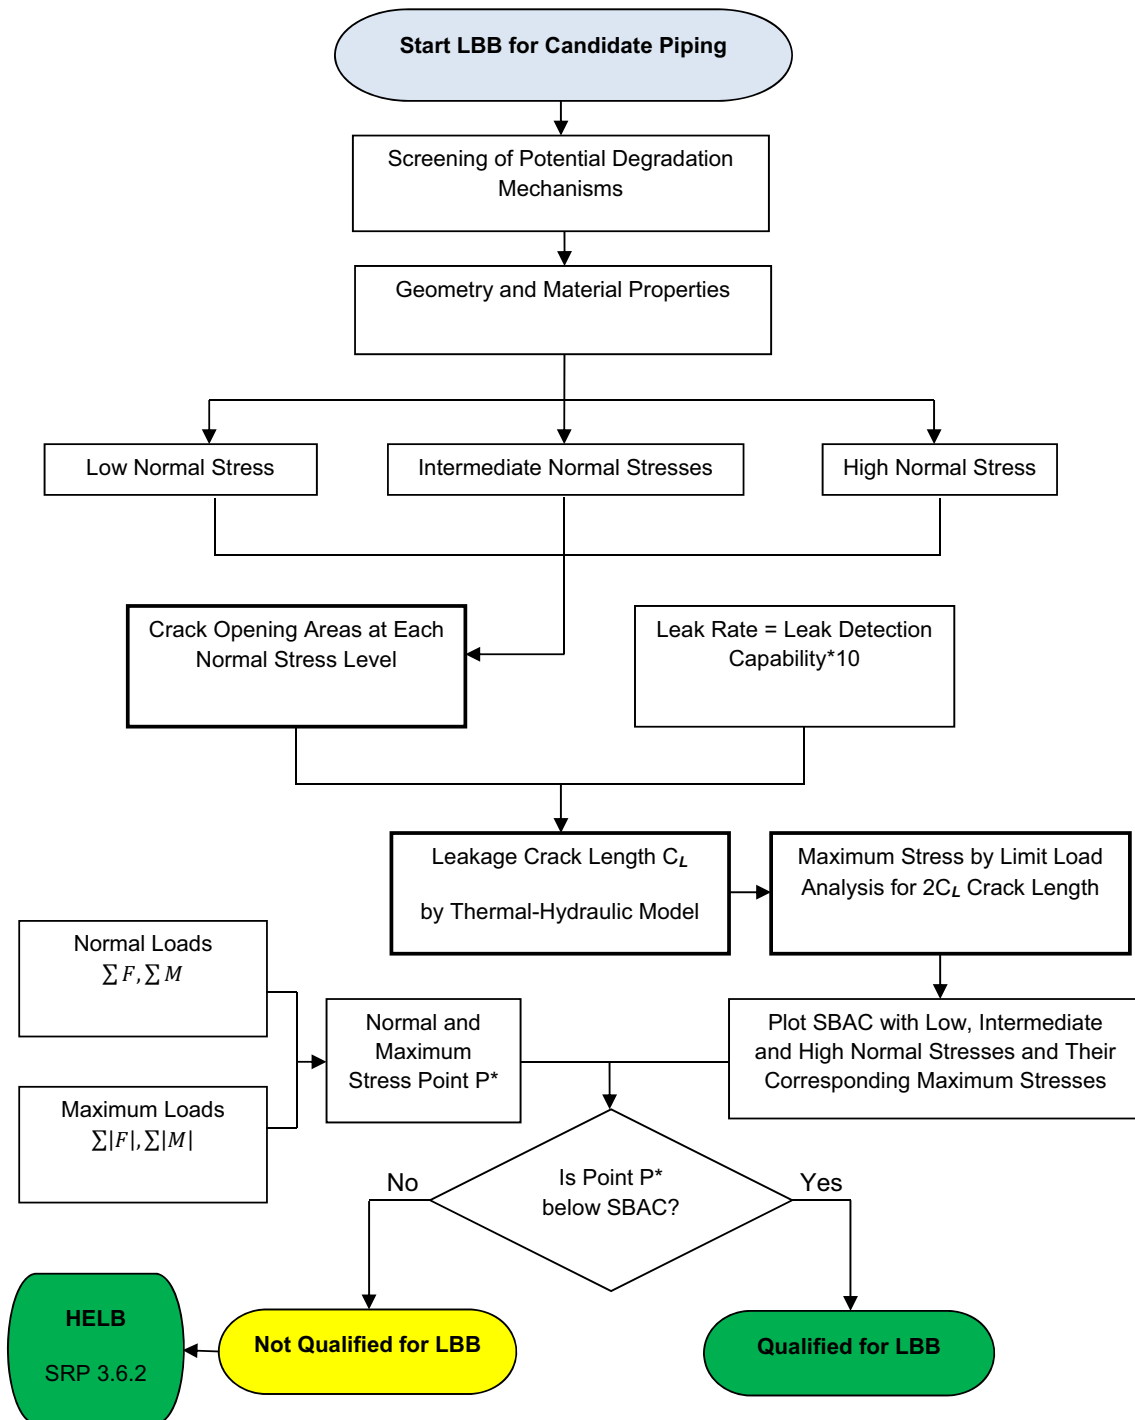 Start LBB for Candidate Piping
Screening of Potential Degradation
Mechanisms
Geometry and Material Properties
Low Normal Stress
Intermediate Normal Stresses
High Normal Stress
Crack Opening Areas at Each
Normal Stress Level
Leak Rate = Leak Detection
Capability*10
Leakage Crack Length C_L
by Thermal-Hydraulic Model
Maximum Stress by Limit Load
Analysis for 2C_L Crack Length
Normal Loads
∑ F, ∑ M
Maximum Loads
∑|F|, ∑|M|
Normal and
Maximum
Stress Point P*
Plot SBAC with Low, Intermediate
and High Normal Stresses and Their
Corresponding Maximum Stresses
Is Point P*
below SBAC?
No
Yes
HELB
SRP 3.6.2
Not Qualified for LBB
Qualified for LBB